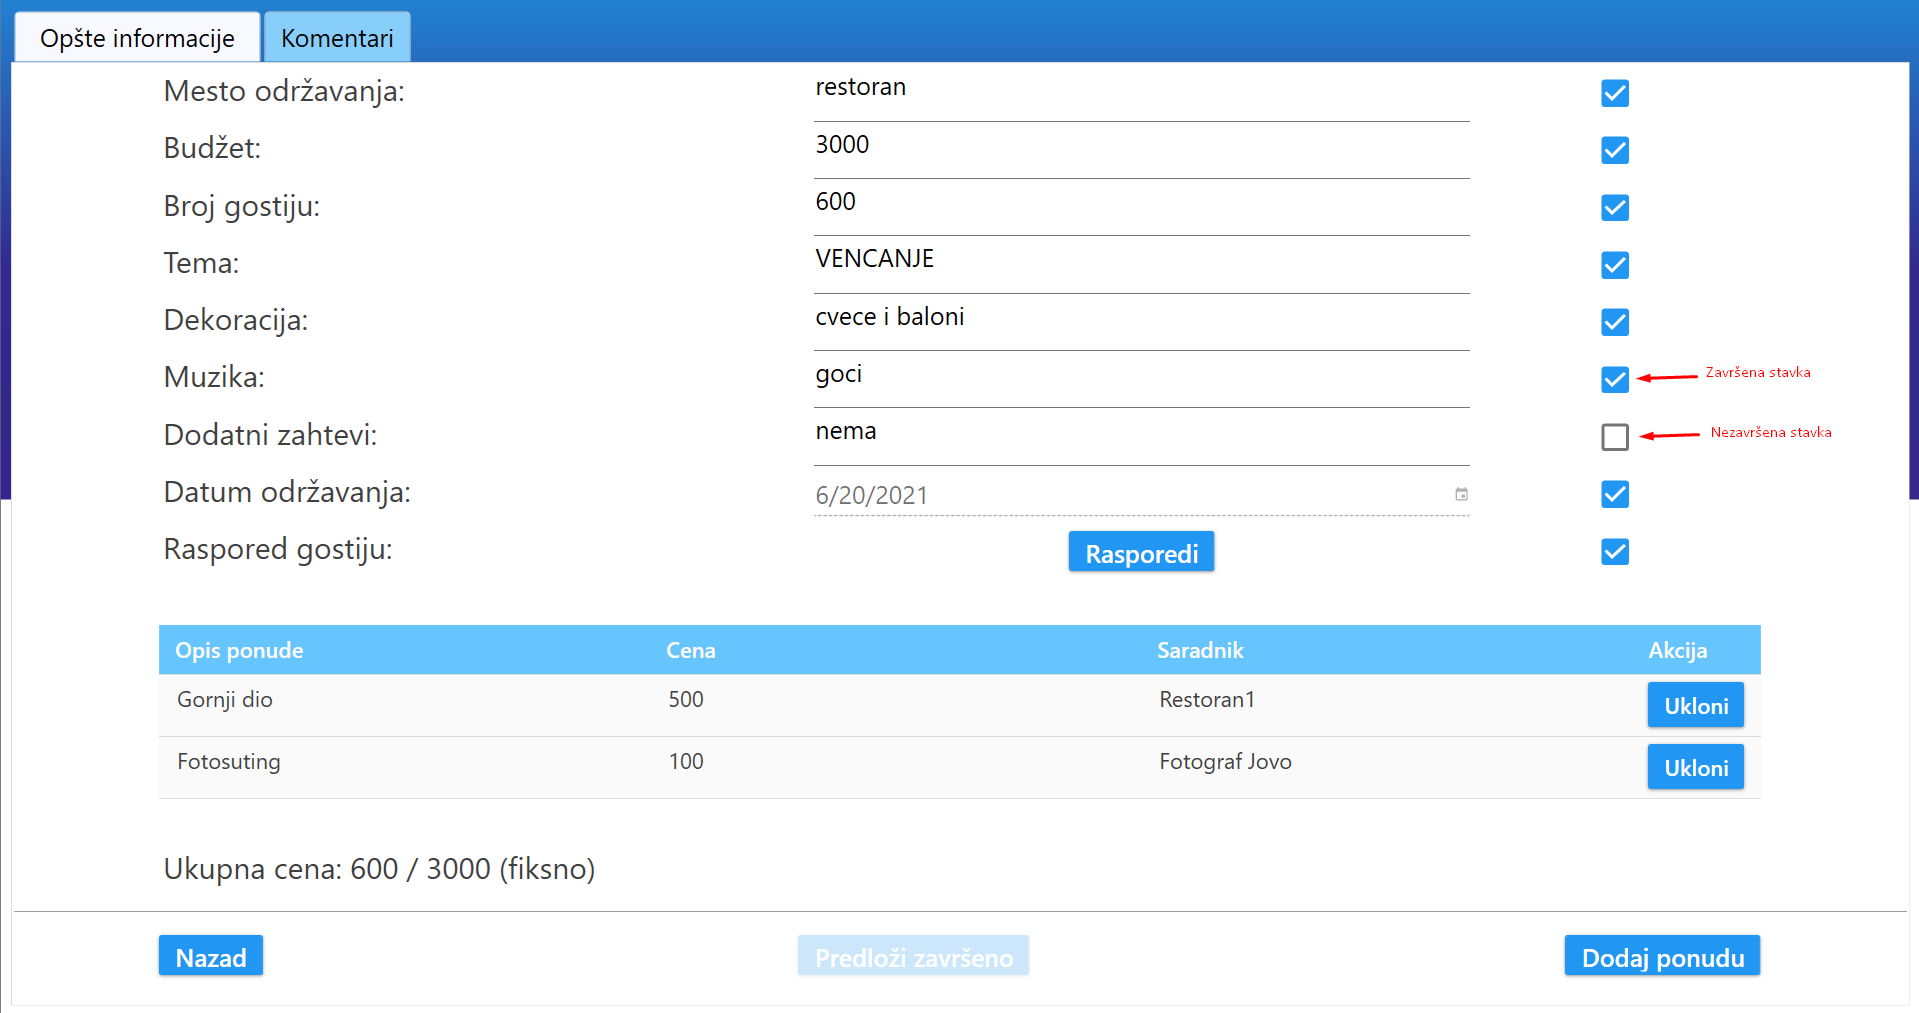 Opšte informacije Komentari
Mesto održavanja: restoran
Budžet: 3000
Broj gostiju: 600
Tema: VENCANJE
Dekoracija: cvece i baloni
Muzika: goci Završena stavka
Dodatni zahtevi: nema Nezavršena stavka
Datum održavanja: 6/20/2021
Raspored gostiju: Rasporedi
Opis ponude Cena Saradnik Akcija
Gornji dio 500 Restoran1 Ukloni
Fotosuting 100 Fotograf Jovo Ukloni
Ukupna cena: 600 / 3000 (fiksno)
Nazad Predloži završeno Dodaj ponudu